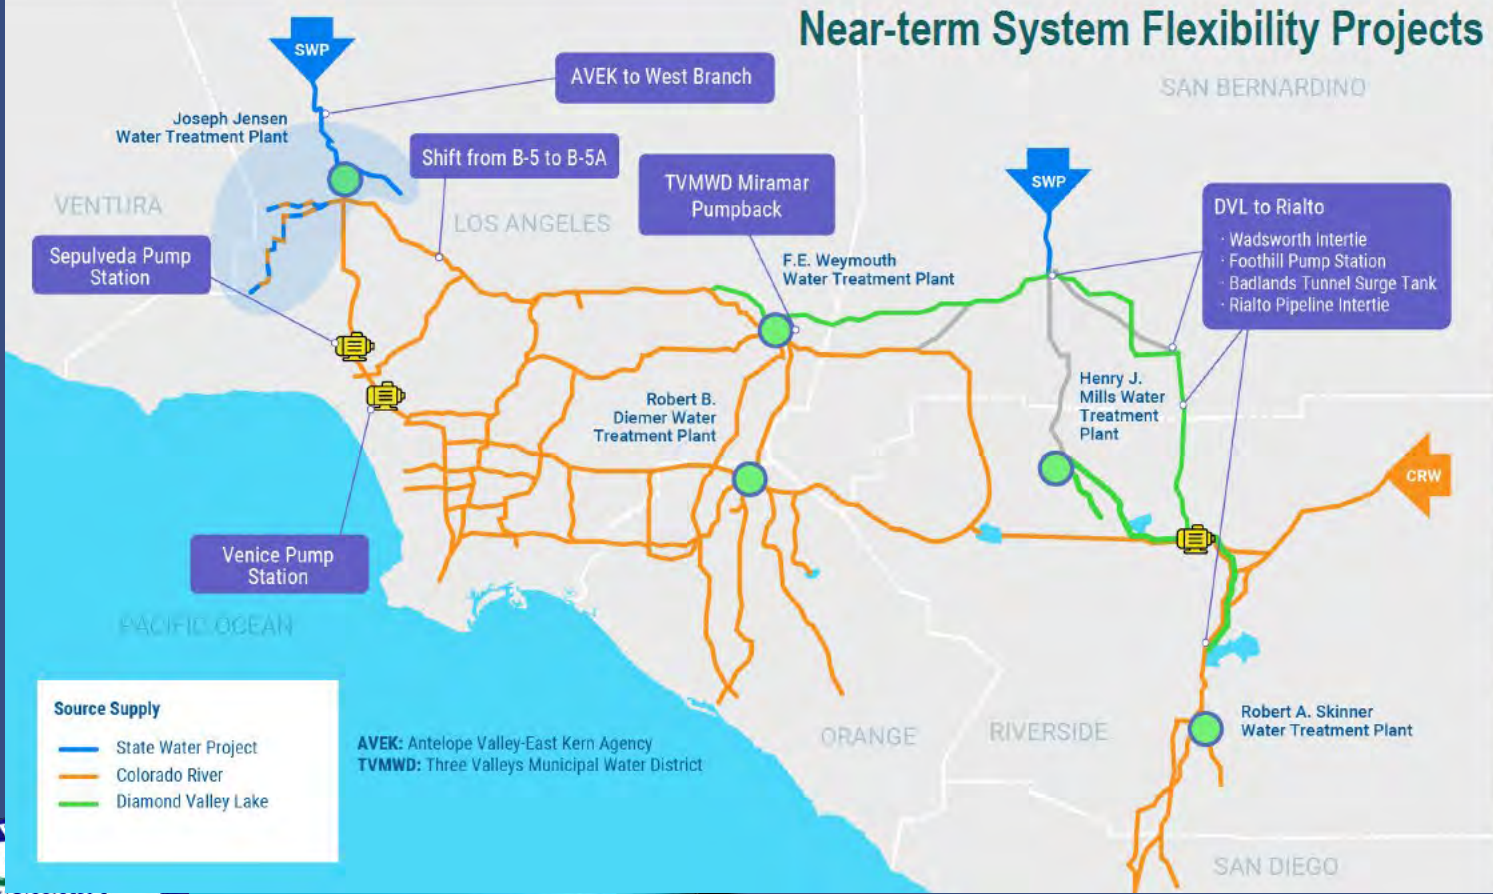 Near-term System Flexibility Projects
SWP
AVEK to West Branch
SAN BERNARDINO
Joseph Jensen
Water Treatment Plant
Shift from B-5 to B-5A
TVMWD Miramar
Pumpback
SWP
VENTURA
LOS ANGELES
DVL to Rialto
· Wadsworth Intertie
· Foothill Pump Station
· Badlands Tunnel Surge Tank
· Rialto Pipeline Intertie
Sepulveda Pump
Station
F.E. Weymouth
Water Treatment Plant
Robert B.
Diemer Water
Treatment Plant
Henry J.
Mills Water
Treatment
Plant
CRW
Venice Pump
Station
PACIFIC OCEAN
Source Supply
State Water Project
Colorado River
Diamond Valley Lake
AVEK: Antelope Valley-East Kern Agency
TVMWD: Three Valleys Municipal Water District
ORANGE
RIVERSIDE
Robert A. Skinner
Water Treatment Plant
SAN DIEGO